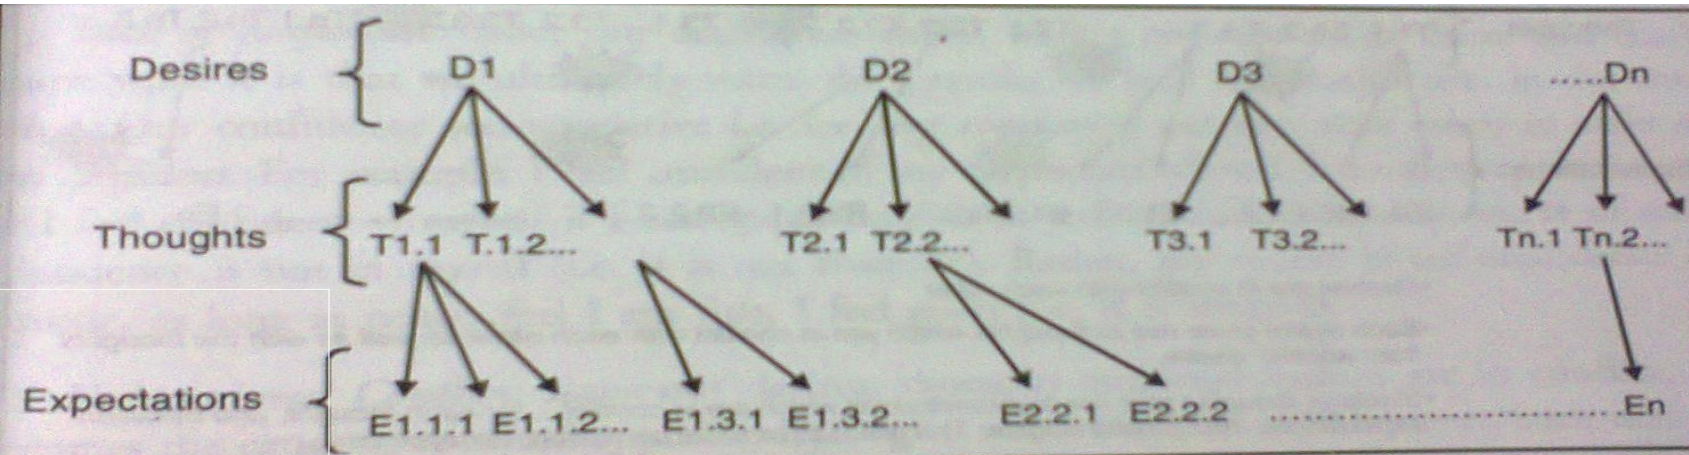 Desires D1 D2 D3 .....Dn
Thoughts T1.1 T.1.2... T2.1 T2.2... T3.1 T3.2... Tn.1 Tn.2...
Expectations E1.1.1 E1.1.2... E1.3.1 E1.3.2... E2.2.1 E2.2.2 ................................En